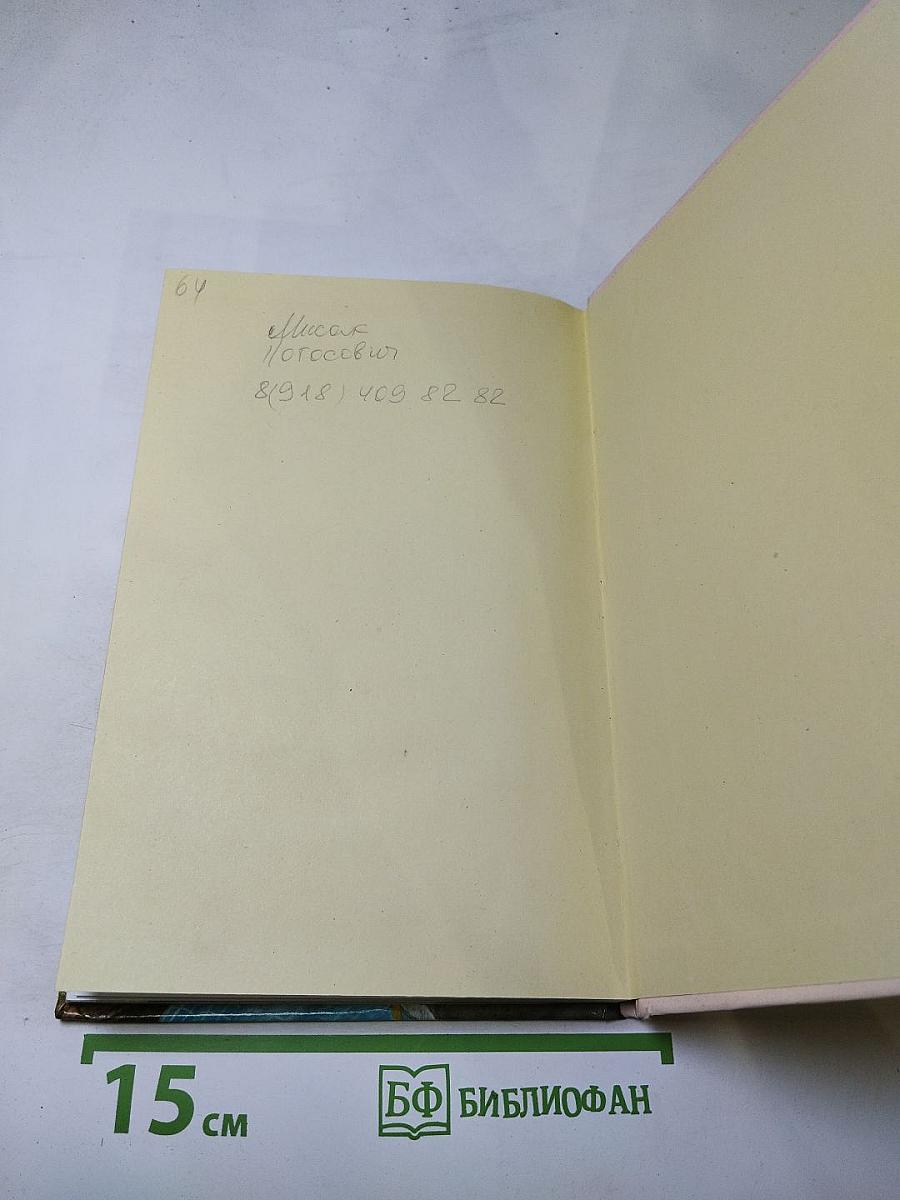 64
Мисак
Погосович
8(918) 409 82 82
15 см
БФ БИБЛИОФАН